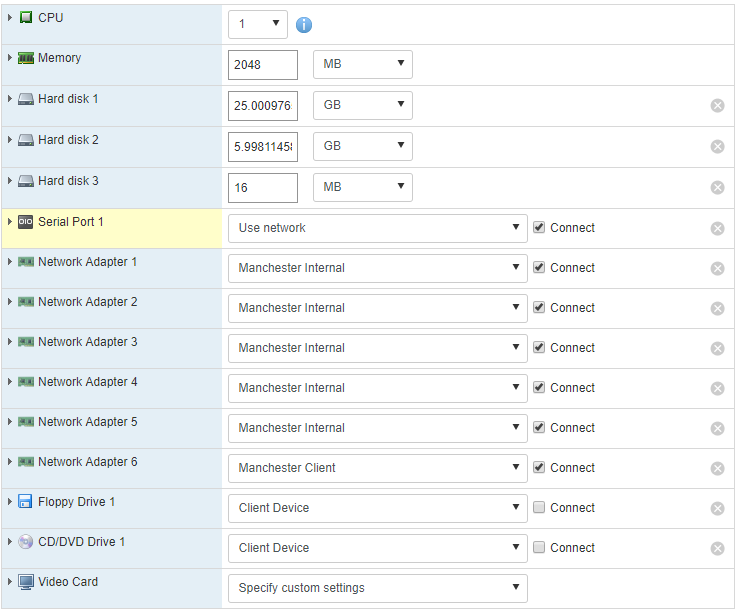 CPU 1
Memory 2048 MB
Hard disk 1 25.000976 GB
Hard disk 2 5.99811458 GB
Hard disk 3 16 MB
Serial Port 1 Use network Connect
Network Adapter 1 Manchester Internal Connect
Network Adapter 2 Manchester Internal Connect
Network Adapter 3 Manchester Internal Connect
Network Adapter 4 Manchester Internal Connect
Network Adapter 5 Manchester Internal Connect
Network Adapter 6 Manchester Client Connect
Floppy Drive 1 Client Device Connect
CD/DVD Drive 1 Client Device Connect
Video Card Specify custom settings